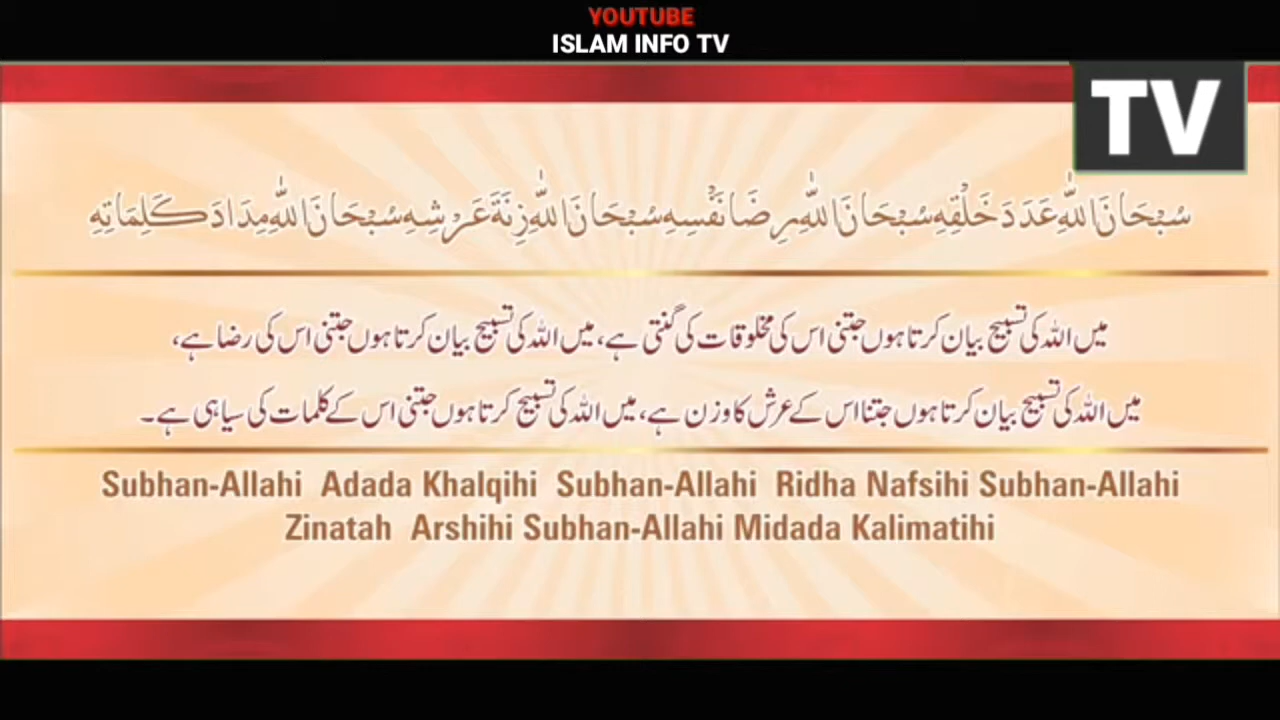 YOUTUBE
ISLAM INFO TV
TV
سُبْحَانَ اللّٰهِ عَدَدَ خَلْقِهِ سُبْحَانَ اللّٰهِ رِضَا نَفْسِهِ سُبْحَانَ اللّٰهِ زِنَةَ عَرْشِهِ سُبْحَانَ اللّٰهِ مِدَادَ كَلِمَاتِهِ
میں اللہ کی تسبیح بیان کرتا ہوں جتنی اس کی مخلوقات کی گنتی ہے، میں اللہ کی تسبیح بیان کرتا ہوں جتنی اس کی رضا ہے،
میں اللہ کی تسبیح بیان کرتا ہوں جتنا اس کے عرش کا وزن ہے، میں اللہ کی تسبیح کرتا ہوں جتنی اس کے کلمات کی سیاہی ہے۔
Subhan-Allahi Adada Khalqihi Subhan-Allahi Ridha Nafsihi Subhan-Allahi
Zinatah Arshihi Subhan-Allahi Midada Kalimatihi